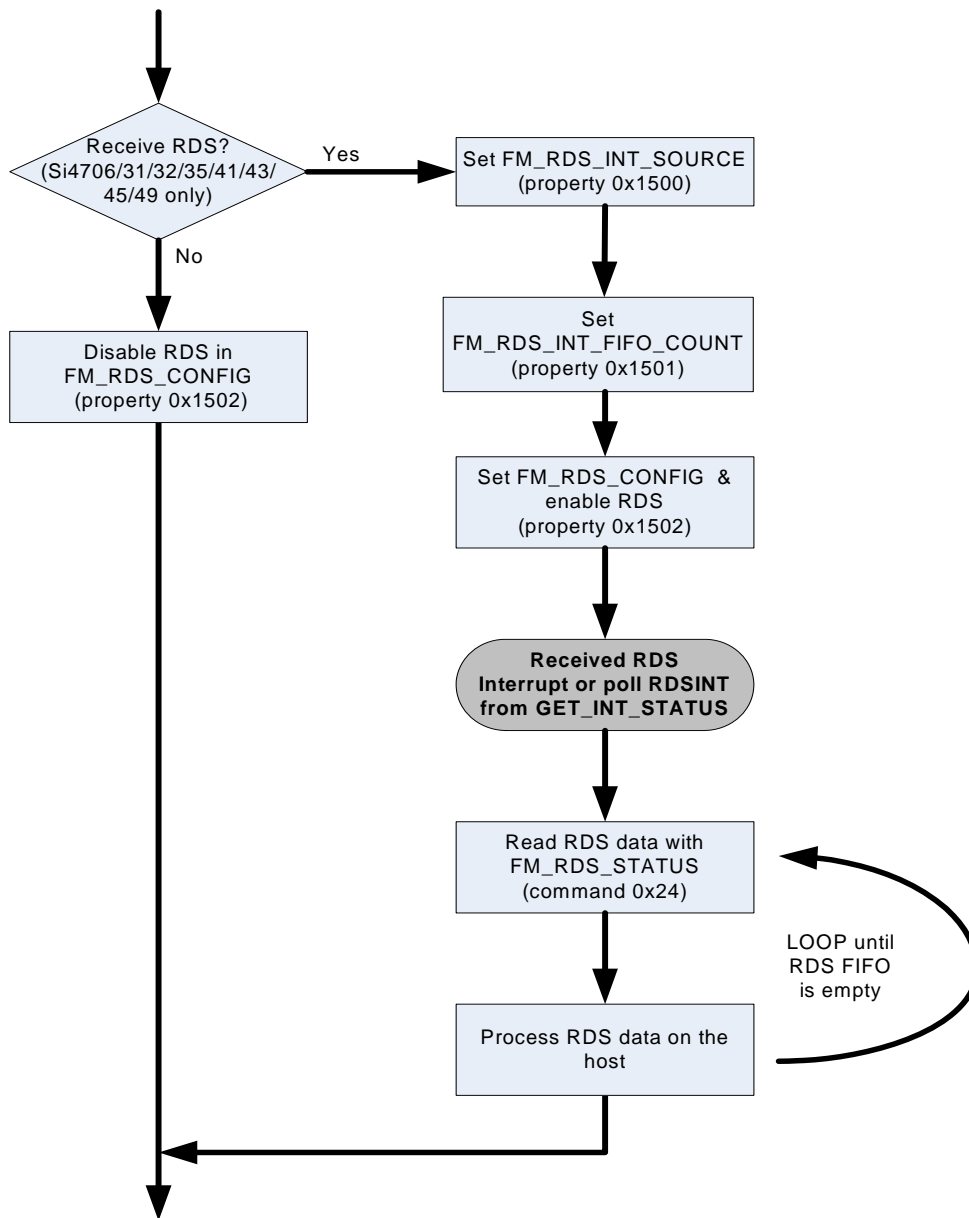 Receive RDS?
(Si4706/31/32/35/41/43/
45/49 only)
Yes
Set FM_RDS_INT_SOURCE
(property 0x1500)
No
Disable RDS in
FM_RDS_CONFIG
(property 0x1502)
Set
FM_RDS_INT_FIFO_COUNT
(property 0x1501)
Set FM_RDS_CONFIG &
enable RDS
(property 0x1502)
Received RDS
Interrupt or poll RDSINT
from GET_INT_STATUS
Read RDS data with
FM_RDS_STATUS
(command 0x24)
LOOP until
RDS FIFO
is empty
Process RDS data on the
host